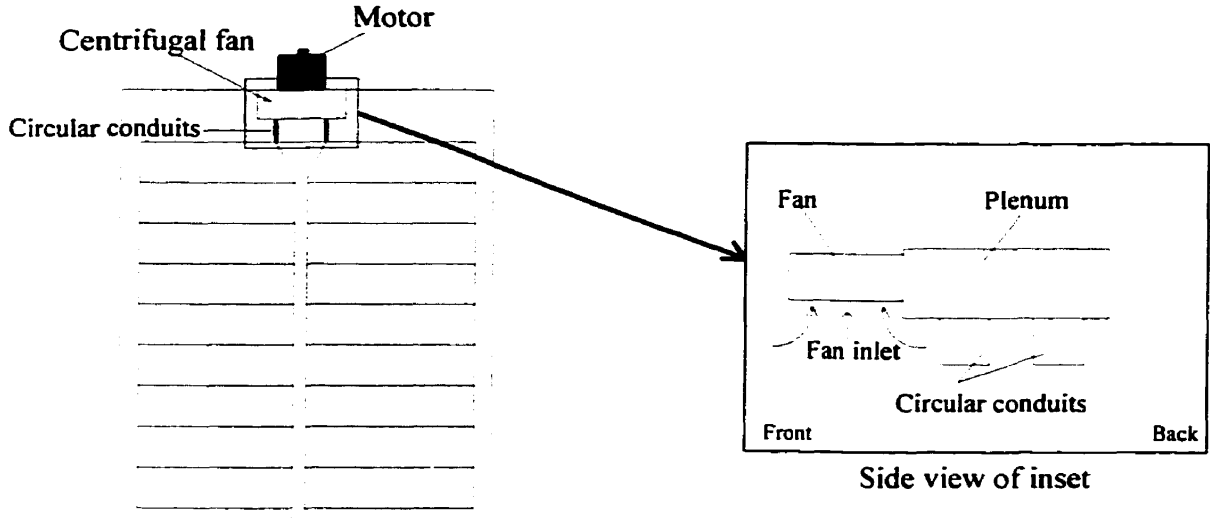 Motor
Centrifugal fan
Circular conduits
Fan
Plenum
Fan inlet
Circular conduits
Front
Back
Side view of inset